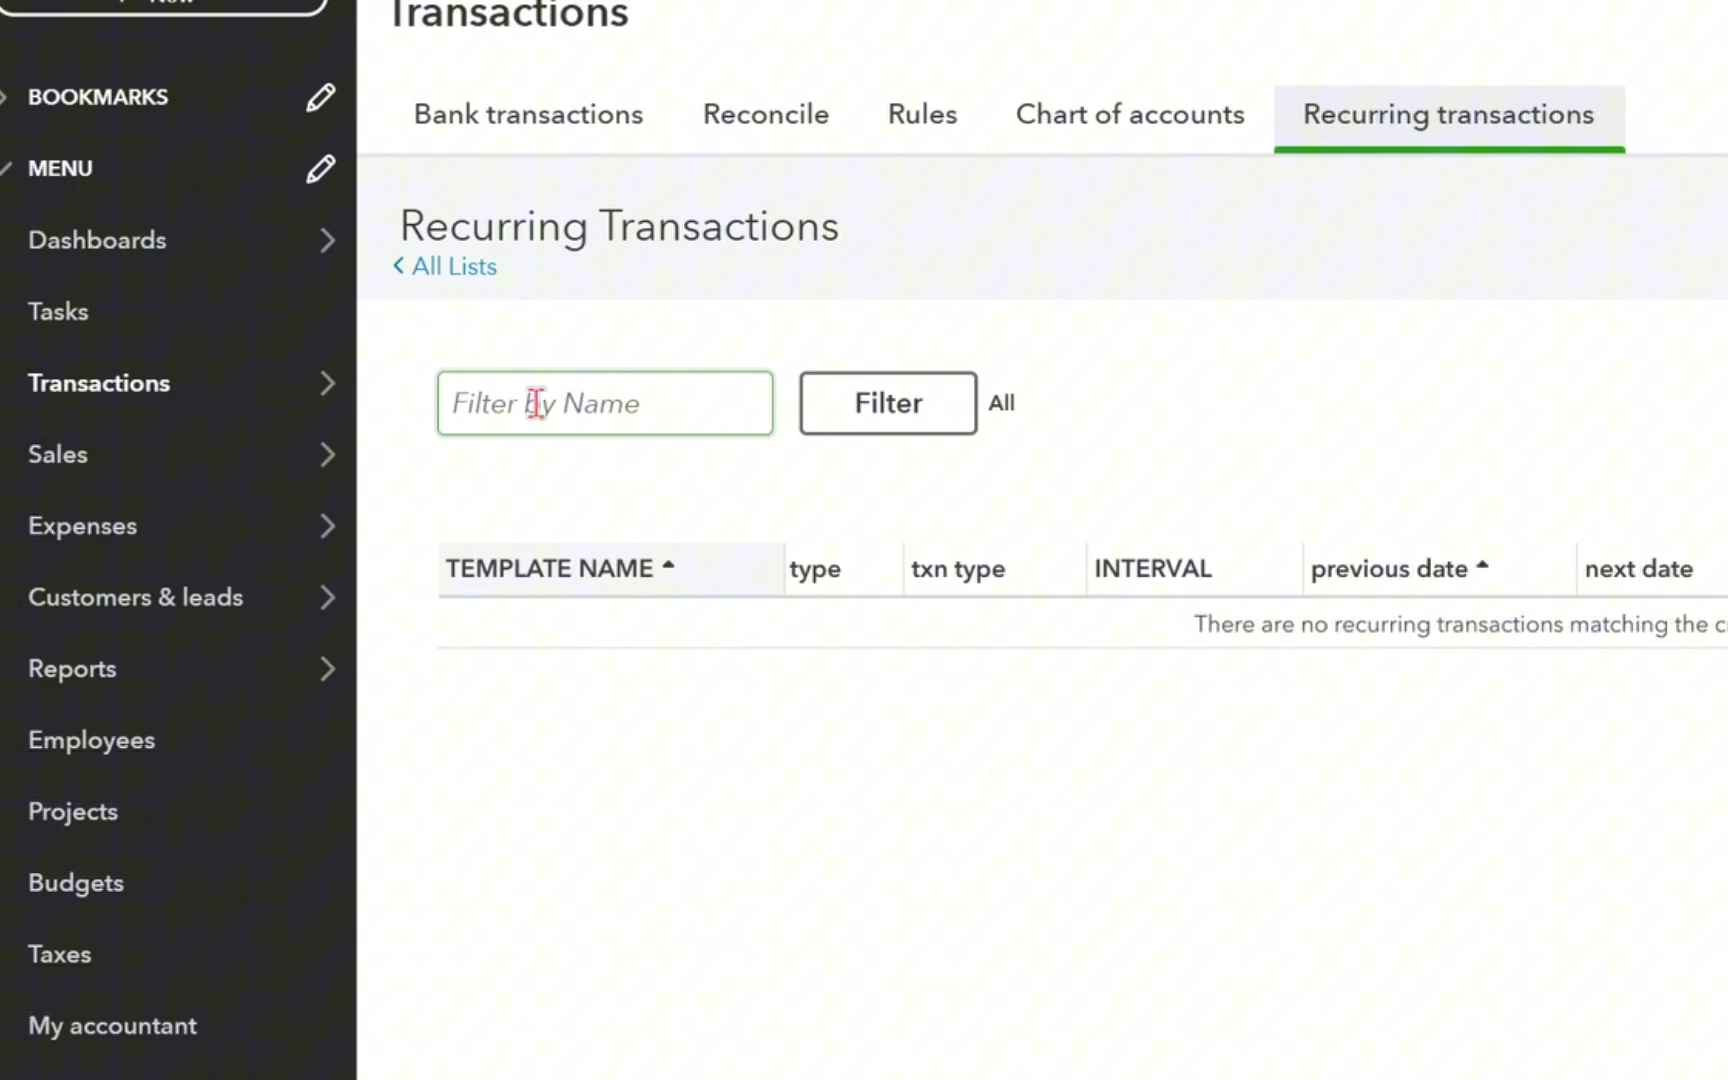 New
Transactions
BOOKMARKS
MENU
Dashboards
Tasks
Transactions
Sales
Expenses
Customers & leads
Reports
Employees
Projects
Budgets
Taxes
My accountant
Bank transactions Reconcile Rules Chart of accounts Recurring transactions
Recurring Transactions
All Lists
Filter by Name Filter All
TEMPLATE NAME type txn type INTERVAL previous date next date
There are no recurring transactions matching the